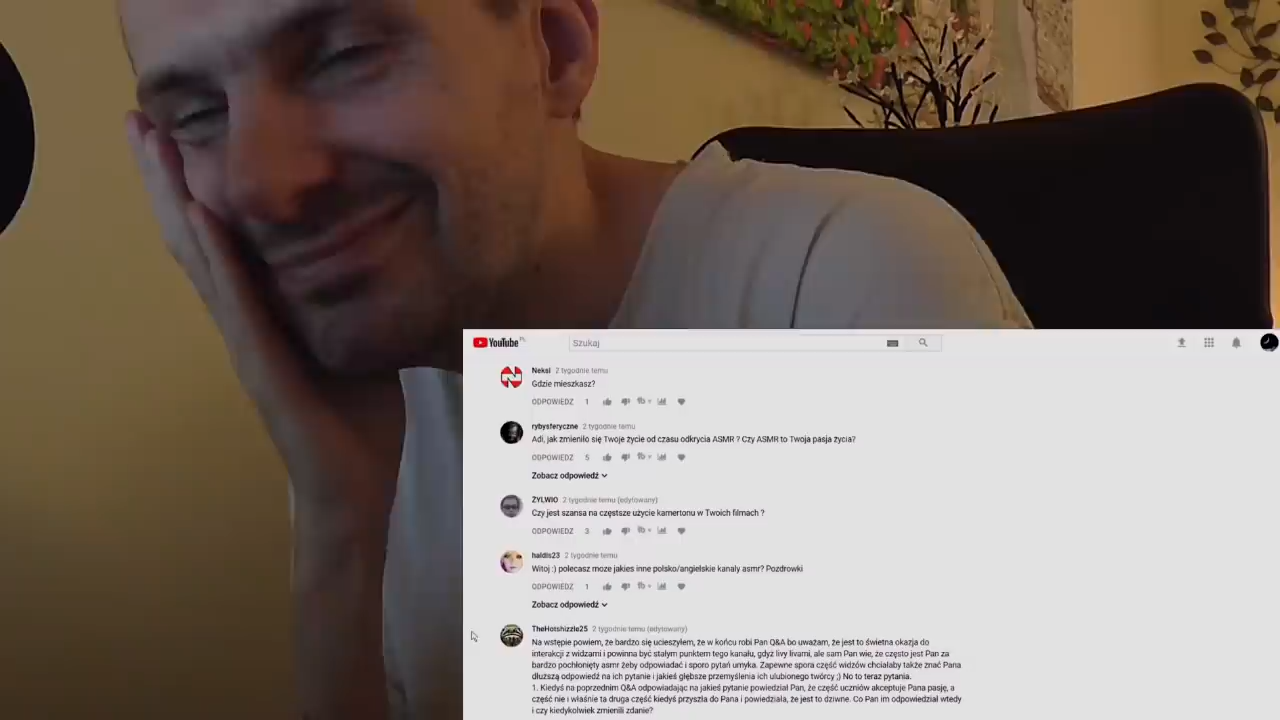 YouTube PL
Szukaj
Neksi 2 tygodnie temu
Gdzie mieszkasz?
ODPOWIEDZ 1
rybysferyczne 2 tygodnie temu
Adi, jak zmieniło się Twoje życie od czasu odkrycia ASMR ? Czy ASMR to Twoja pasja życia?
ODPOWIEDZ 5
Zobacz odpowiedź
ŻYLWIO 2 tygodnie temu (edytowany)
Czy jest szansa na częstsze użycie kamertonu w Twoich filmach ?
ODPOWIEDZ 3
haldis23 2 tygodnie temu
Witoj :) polecasz moze jakies inne polsko/angielskie kanaly asmr? Pozdrowki
ODPOWIEDZ 1
Zobacz odpowiedź
TheHotshizzle25 2 tygodnie temu (edytowany)
Na wstępie powiem, że bardzo się ucieszyłem, że w końcu robi Pan Q&A bo uważam, że jest to świetna okazja do
interakcji z widzami i powinna być stałym punktem tego kanału, gdyż livy livami, ale sam Pan wie, że często jest Pan za
bardzo pochłonięty asmr żeby odpowiadać i sporo pytań umyka. Zapewne spora część widzów chciałaby także znać Pana
dłuższą odpowiedź na ich pytanie i jakieś głębsze przemyślenia ich ulubionego twórcy ;) No to teraz pytania.
1. Kiedyś na poprzednim Q&A odpowiadając na jakieś pytanie powiedział Pan, że część uczniów akceptuje Pana pasję, a
część nie i właśnie ta druga część kiedyś przyszła do Pana i powiedziała, że jest to dziwne. Co Pan im odpowiedział wtedy
i czy kiedykolwiek zmienili zdanie?